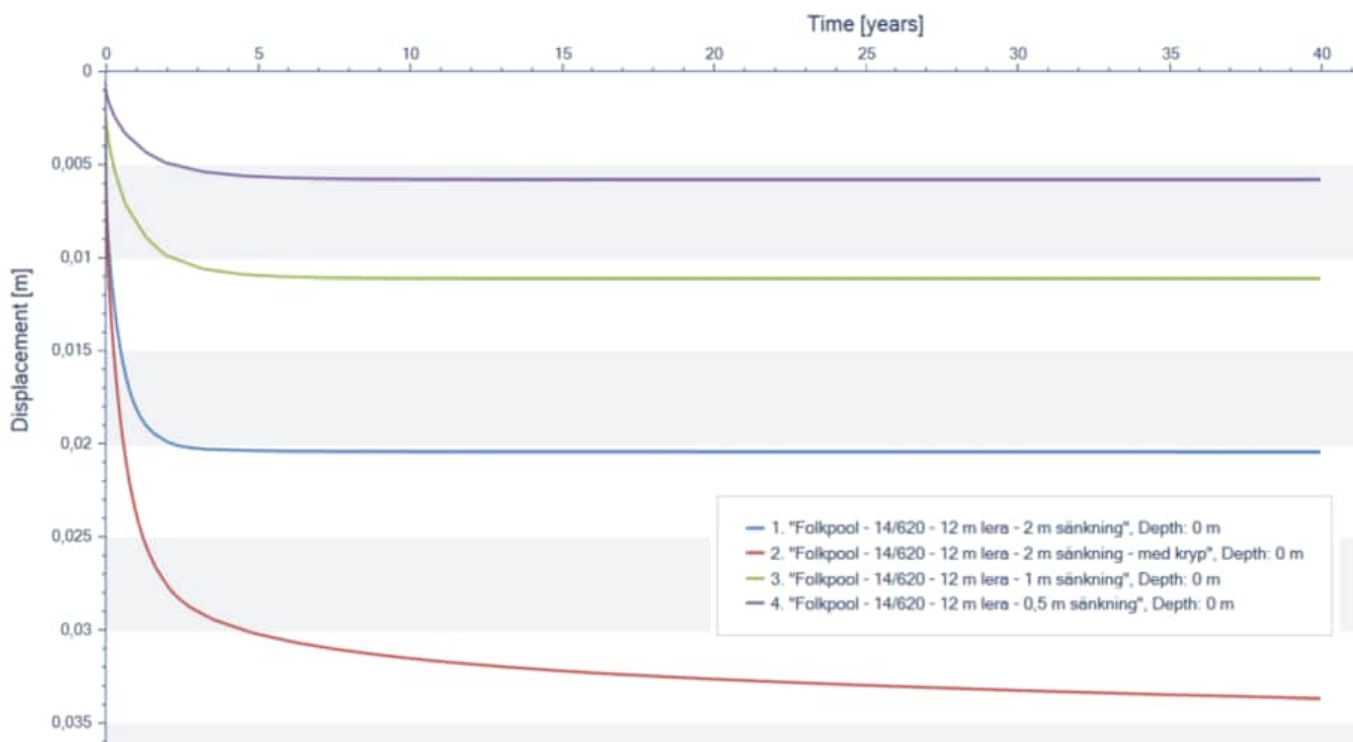 Time [years]
0 5 10 15 20 25 30 35 40
0
0,005
0,01
0,015
0,02
0,025
0,03
0,035
Displacement [m]
1. "Folkpool - 14/620 - 12 m lera - 2 m sänkning", Depth: 0 m
2. "Folkpool - 14/620 - 12 m lera - 2 m sänkning - med kryp", Depth: 0 m
3. "Folkpool - 14/620 - 12 m lera - 1 m sänkning", Depth: 0 m
4. "Folkpool - 14/620 - 12 m lera - 0,5 m sänkning", Depth: 0 m